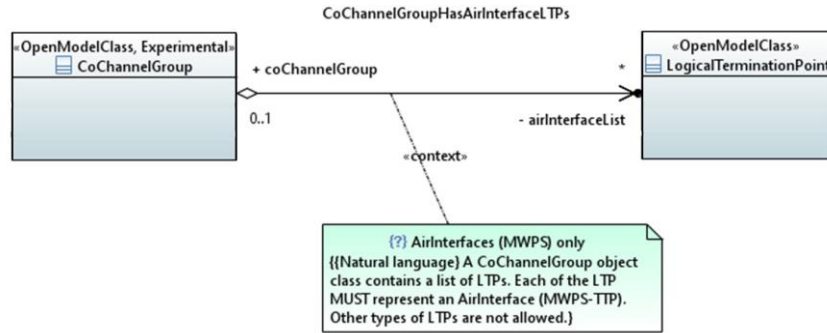 CoChannelGroupHasAirInterfaceLTPs
«OpenModelClass, Experimental»
CoChannelGroup
+ coChannelGroup
0..1
*
- airInterfaceList
«OpenModelClass»
LogicalTerminationPoint
«context»
{?} AirInterfaces (MWPS) only
{{Natural language} A CoChannelGroup object
class contains a list of LTPs. Each of the LTP
MUST represent an AirInterface (MWPS-TTP).
Other types of LTPs are not allowed.}